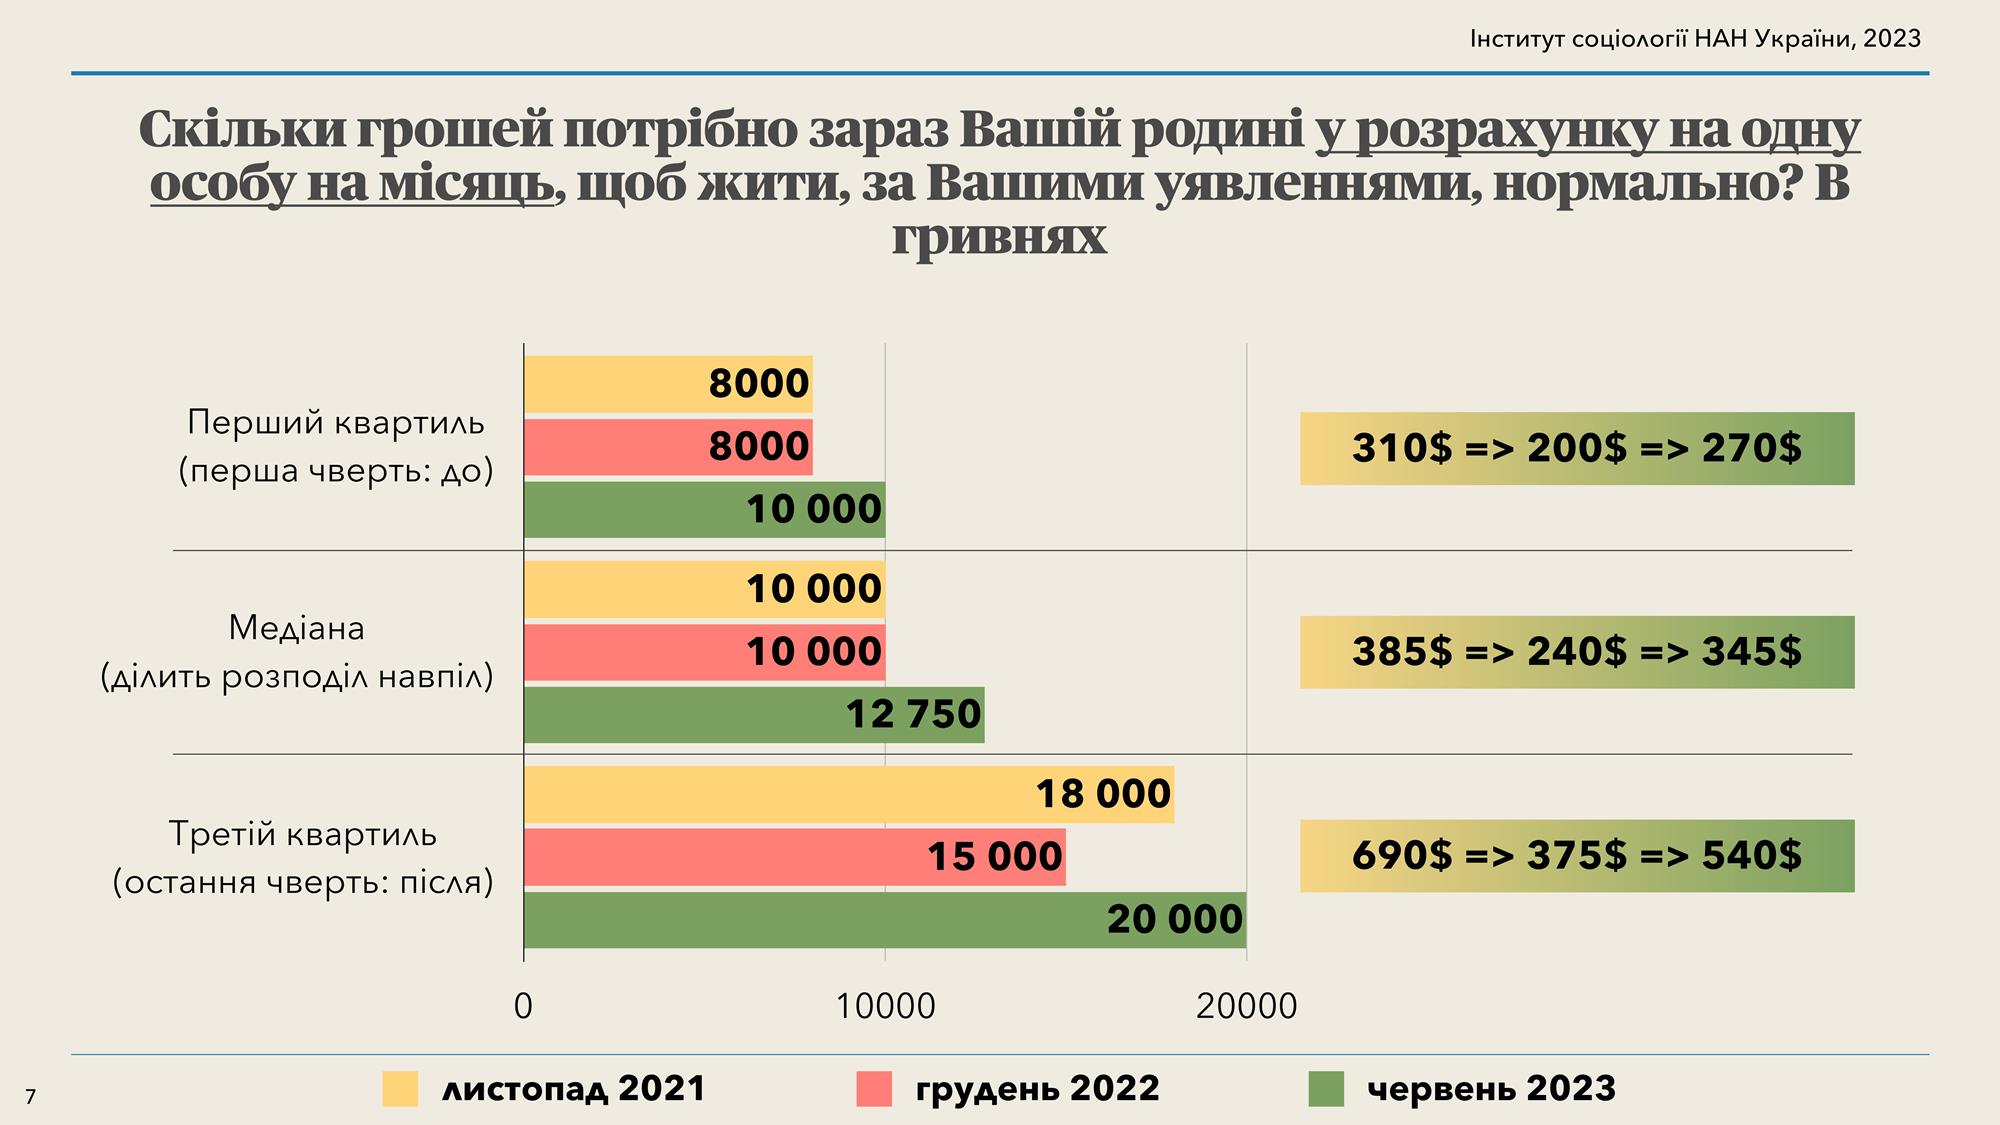 Інститут соціології НАН України, 2023
Скільки грошей потрібно зараз Вашій родині у розрахунку на одну
особу на місяць, щоб жити, за Вашими уявленнями, нормально? В
гривнях
Перший квартиль
(перша чверть: до)
8000
8000
10 000
310$ => 200$ => 270$
Медіана
(ділить розподіл навпіл)
10 000
10 000
12 750
385$ => 240$ => 345$
Третій квартиль
(остання чверть: після)
18 000
15 000
20 000
690$ => 375$ => 540$
0 10000 20000
листопад 2021 грудень 2022 червень 2023
7